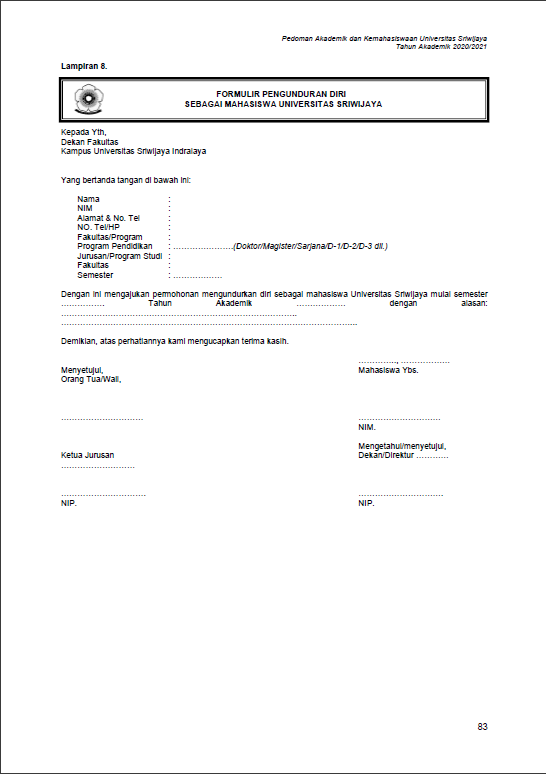 Pedoman Akademik dan Kemahasiswaan Universitas Sriwijaya
Tahun Akademik 2020/2021
Lampiran 8.
FORMULIR PENGUNDURAN DIRI
SEBAGAI MAHASISWA UNIVERSITAS SRIWIJAYA
Kepada Yth,
Dekan Fakultas
Kampus Universitas Sriwijaya Indralaya
Yang bertanda tangan di bawah ini:
Nama :
NIM :
Alamat & No. Tel :
NO. Tel/HP :
Fakultas/Program :
Program Pendidikan : ………………….(Doktor/Magister/Sarjana/D-1/D-2/D-3 dll.)
Jurusan/Program Studi :
Fakultas :
Semester : ………………
Dengan ini mengajukan permohonan mengundurkan diri sebagai mahasiswa Universitas Sriwijaya mulai semester
……………. Tahun Akademik ……………… dengan alasan:
…………………………………………………………………………..
………………………………………………………………………………………………..
Demikian, atas perhatiannya kami mengucapkan terima kasih.
…………., ………………
Menyetujui, Mahasiswa Ybs.
Orang Tua/Wali,
………………………… …………………………
NIM.
Mengetahui/menyetujui,
Ketua Jurusan Dekan/Direktur …………
………………………
………………………… …………………………
NIP. NIP.
83